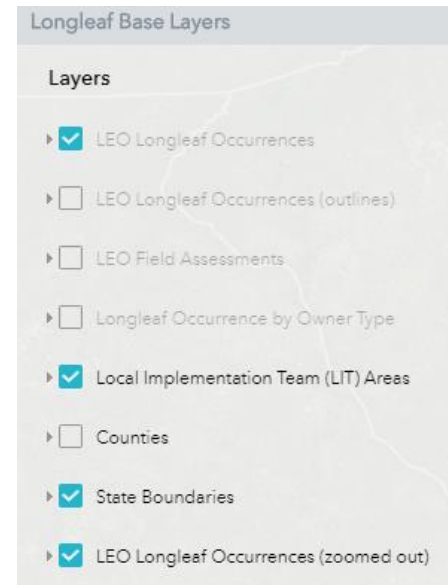 Longleaf Base Layers
Layers
LEO Longleaf Occurrences
LEO Longleaf Occurrences (outlines)
LEO Field Assessments
Longleaf Occurrence by Owner Type
Local Implementation Team (LIT) Areas
Counties
State Boundaries
LEO Longleaf Occurrences (zoomed out)